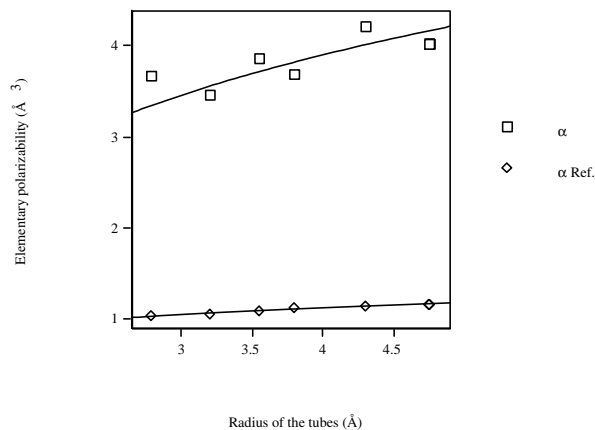 Elementary polarizability (Å 3)
4
3
2
1
3
3.5
4
4.5
Radius of the tubes (Å)
α
α Ref.